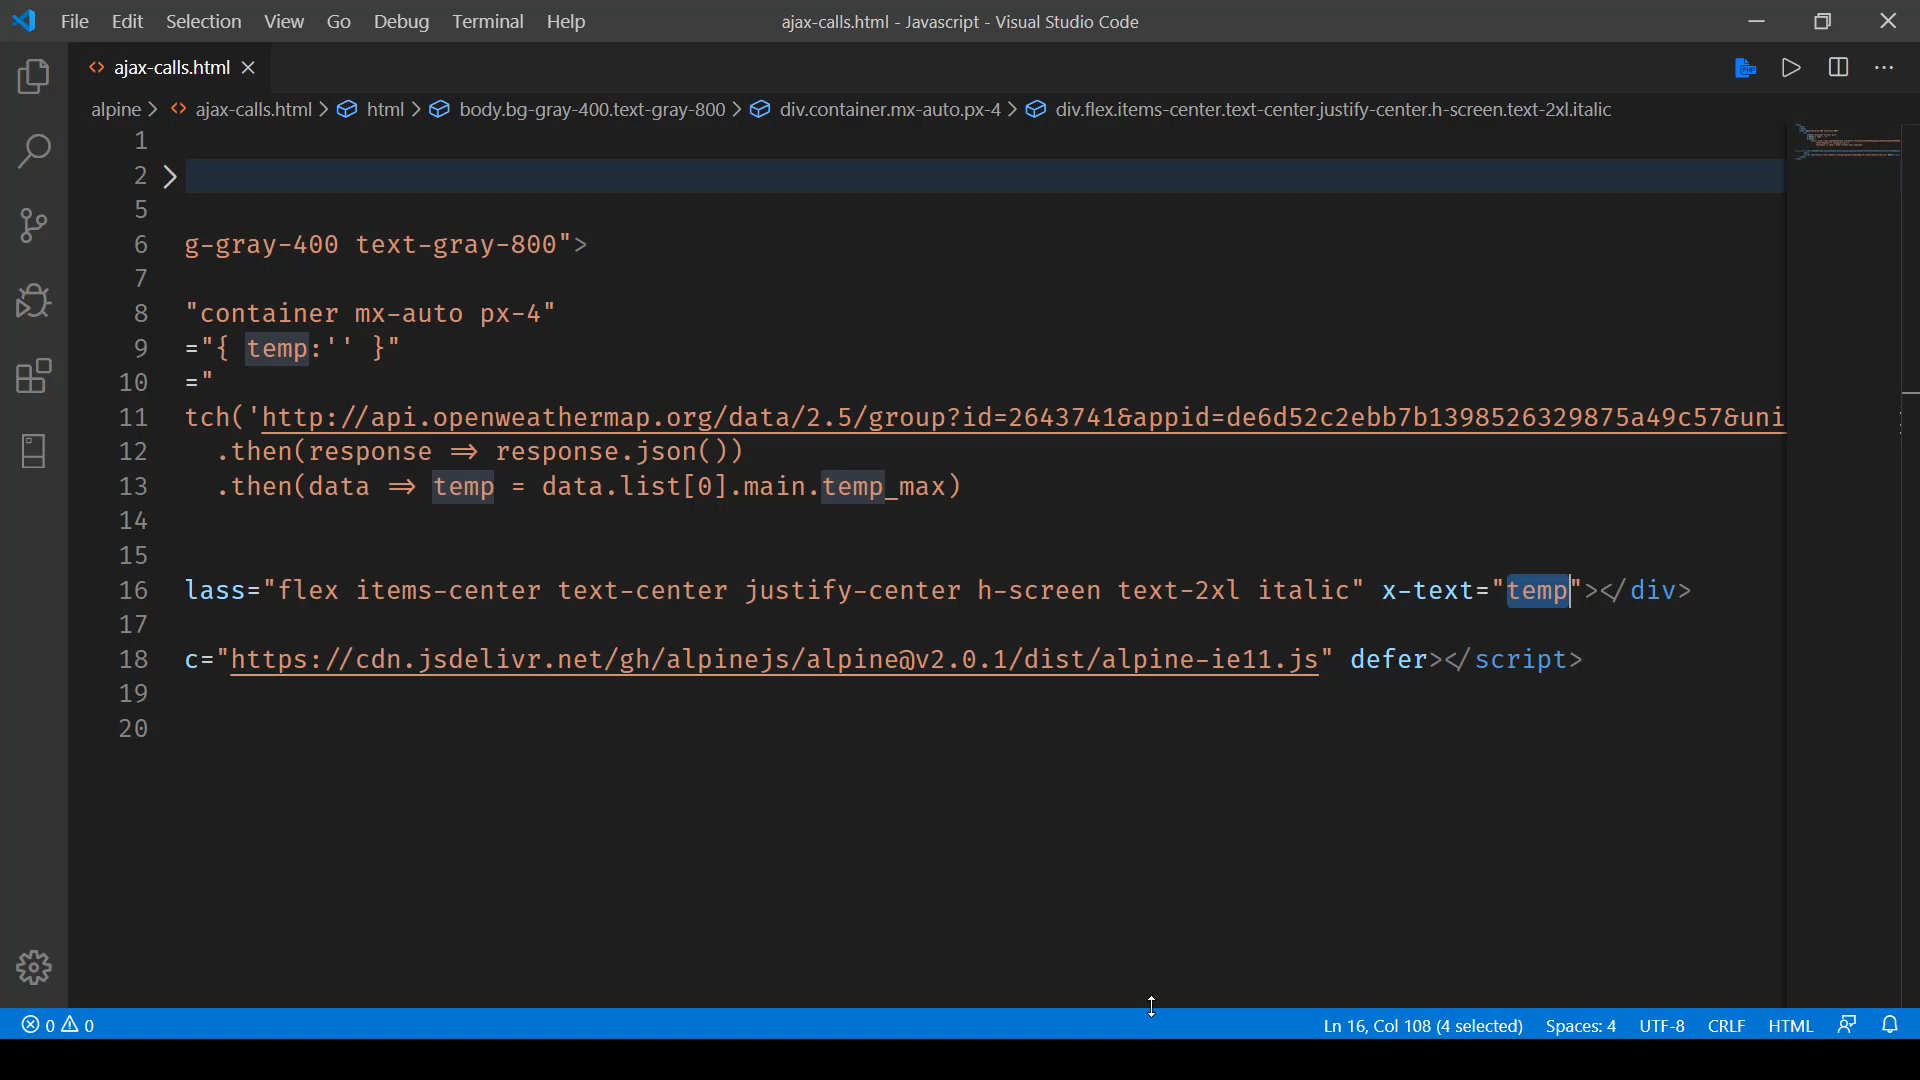 File Edit Selection View Go Debug Terminal Help ajax-calls.html - Javascript - Visual Studio Code
ajax-calls.html
alpine > ajax-calls.html > html > body.bg-gray-400.text-gray-800 > div.container.mx-auto.px-4 > div.flex.items-center.text-center.justify-center.h-screen.text-2xl.italic
1
2
5
6 g-gray-400 text-gray-800">
7
8 "container mx-auto px-4"
9 ="{ temp:'' }"
10 ="
11 tch('http://api.openweathermap.org/data/2.5/group?id=2643741&appid=de6d52c2ebb7b1398526329875a49c57&uni
12 .then(response => response.json())
13 .then(data => temp = data.list[0].main.temp_max)
14
15
16 lass="flex items-center text-center justify-center h-screen text-2xl italic" x-text="temp"></div>
17
18 c="https://cdn.jsdelivr.net/gh/alpinejs/alpine@v2.0.1/dist/alpine-ie11.js" defer></script>
19
20
0 0 Ln 16, Col 108 (4 selected) Spaces: 4 UTF-8 CRLF HTML